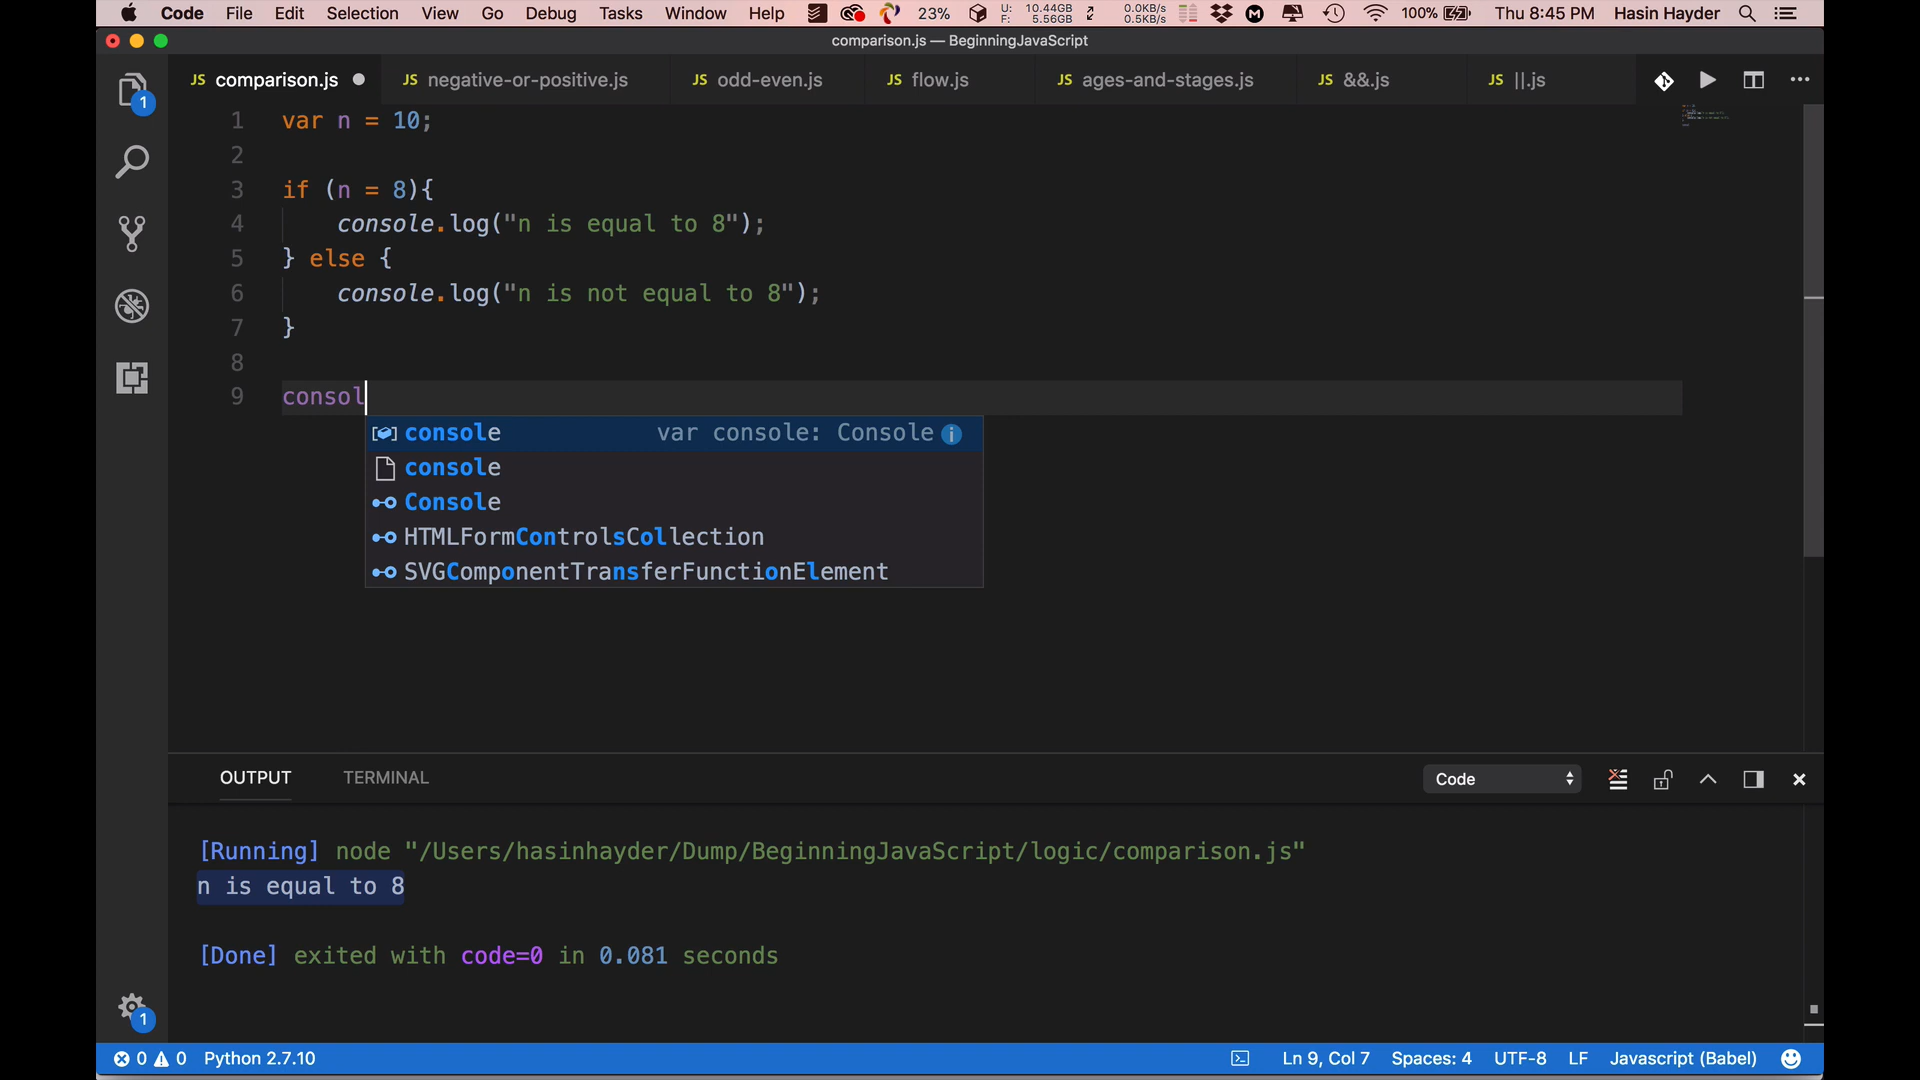 Code File Edit Selection View Go Debug Tasks Window Help 23% U: 10.44GB F: 5.56GB 0.0KB/s 0.5KB/s 100% Thu 8:45 PM Hasin Hayder
comparison.js — BeginningJavaScript
JS comparison.js JS negative-or-positive.js JS odd-even.js JS flow.js JS ages-and-stages.js JS &&.js JS ||.js
1
1 var n = 10;
2
3 if (n = 8){
4 console.log("n is equal to 8");
5 } else {
6 console.log("n is not equal to 8");
7 }
8
9 consol
console var console: Console
console
Console
HTMLFormControlsCollection
SVGComponentTransferFunctionElement
OUTPUT TERMINAL Code
[Running] node "/Users/hasinhayder/Dump/BeginningJavaScript/logic/comparison.js"
n is equal to 8
[Done] exited with code=0 in 0.081 seconds
1
0 0 Python 2.7.10 Ln 9, Col 7 Spaces: 4 UTF-8 LF Javascript (Babel)